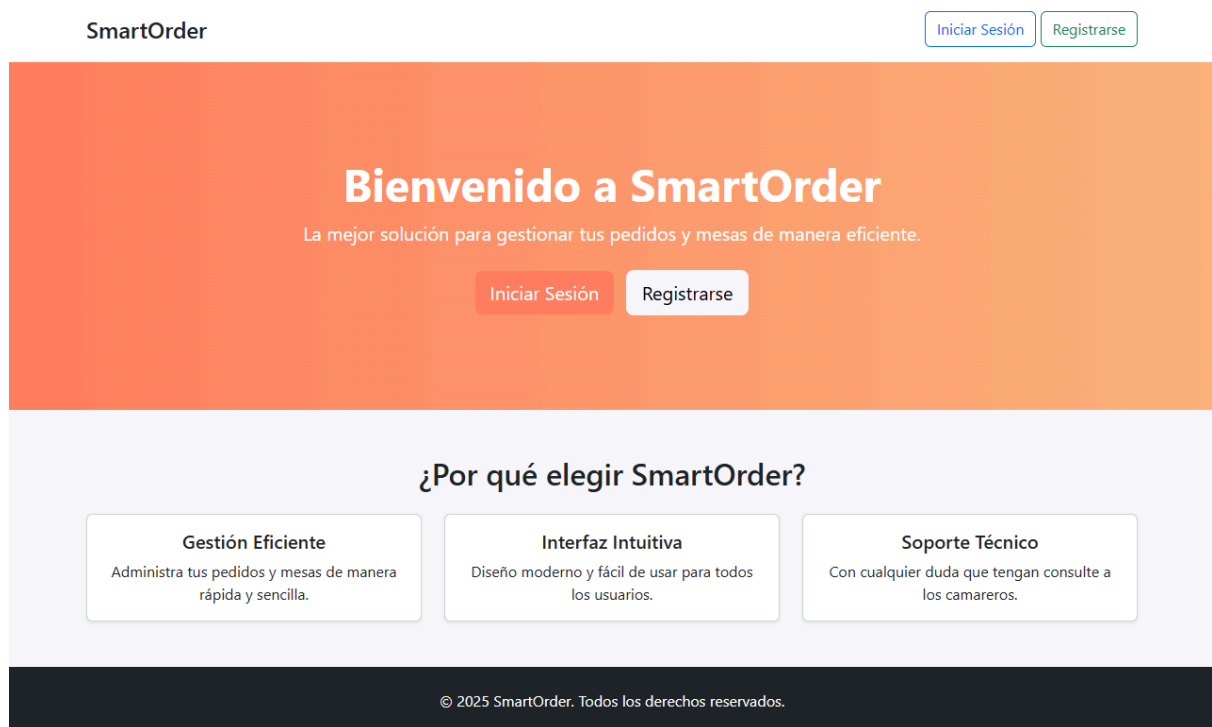 SmartOrder
Iniciar Sesión
Registrarse
Bienvenido a SmartOrder
La mejor solución para gestionar tus pedidos y mesas de manera eficiente.
Iniciar Sesión
Registrarse
¿Por qué elegir SmartOrder?
Gestión Eficiente
Administra tus pedidos y mesas de manera
rápida y sencilla.
Interfaz Intuitiva
Diseño moderno y fácil de usar para todos
los usuarios.
Soporte Técnico
Con cualquier duda que tengan consulte a
los camareros.
© 2025 SmartOrder. Todos los derechos reservados.